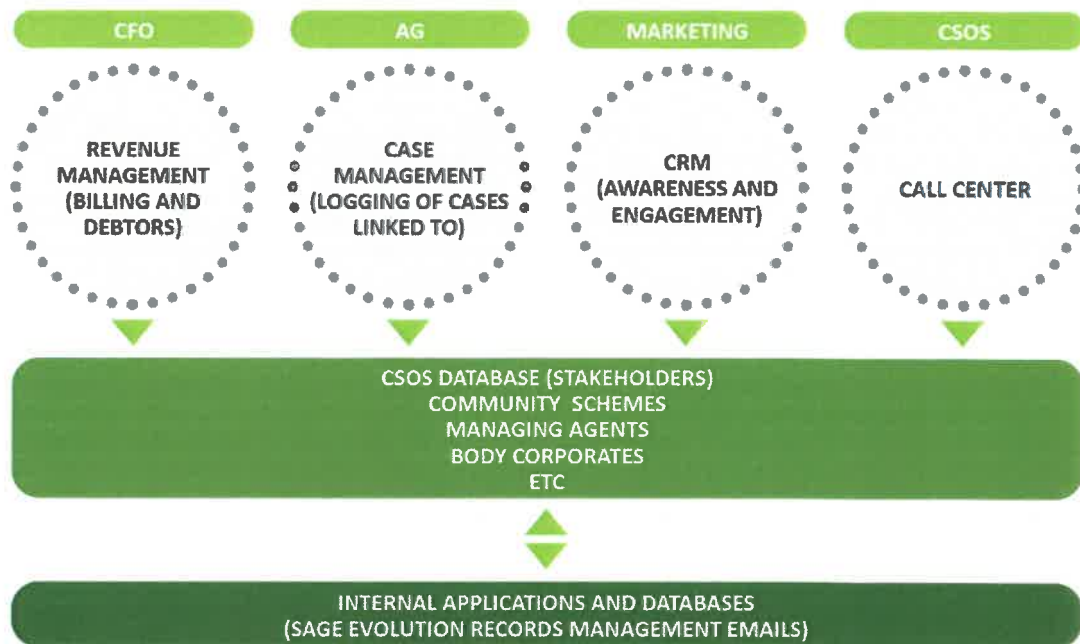 CFO
AG
MARKETING
CSOS
REVENUE
MANAGEMENT
(BILLING AND
DEBTORS)
CASE
MANAGEMENT
(LOGGING OF CASES
LINKED TO)
CRM
(AWARENESS AND
ENGAGEMENT)
CALL CENTER
CSOS DATABASE (STAKEHOLDERS)
COMMUNITY SCHEMES
MANAGING AGENTS
BODY CORPORATES
ETC
INTERNAL APPLICATIONS AND DATABASES
(SAGE EVOLUTION RECORDS MANAGEMENT EMAILS)